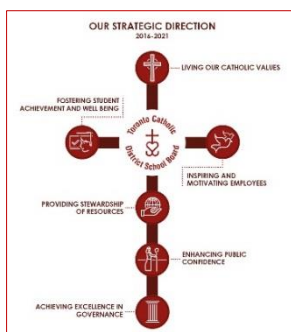 OUR STRATEGIC DIRECTION
2016-2021
LIVING OUR CATHOLIC VALUES
FOSTERING STUDENT
ACHIEVEMENT AND WELL BEING
Toronto Catholic
District School Board
INSPIRING AND
MOTIVATING EMPLOYEES
PROVIDING STEWARDSHIP
OF RESOURCES
ENHANCING PUBLIC
CONFIDENCE
ACHIEVING EXCELLENCE IN
GOVERNANCE